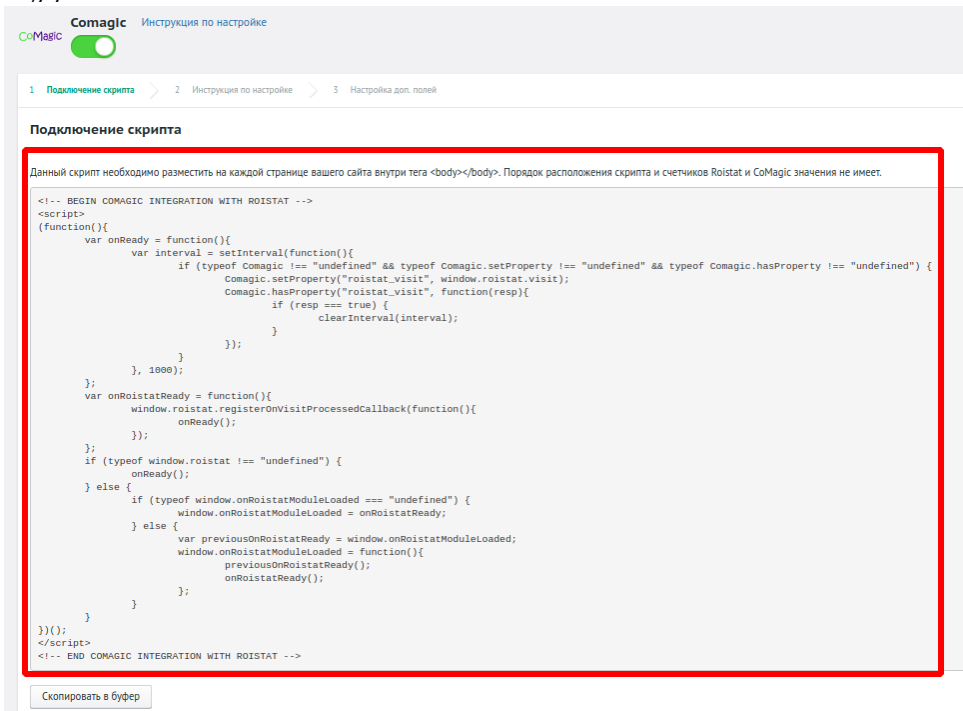 Comagic Инструкция по настройке
CoMagic
1 Подключение скрипта 2 Инструкция по настройке 3 Настройка доп. полей
Подключение скрипта
Данный скрипт необходимо разместить на каждой странице вашего сайта внутри тега <body></body>. Порядок расположения скрипта и счетчиков Roistat и CoMagic значения не имеет.
<!-- BEGIN COMAGIC INTEGRATION WITH ROISTAT -->
<script>
(function(){
var onReady = function(){
var interval = setInterval(function(){
if (typeof Comagic !== "undefined" && typeof Comagic.setProperty !== "undefined" && typeof Comagic.hasProperty !== "undefined") {
Comagic.setProperty("roistat_visit", window.roistat.visit);
Comagic.hasProperty("roistat_visit", function(resp){
if (resp === true) {
clearInterval(interval);
}
});
}
}, 1000);
};
var onRoistatReady = function(){
window.roistat.registerOnVisitProcessedCallback(function(){
onReady();
});
};
if (typeof window.roistat !== "undefined") {
onReady();
} else {
if (typeof window.onRoistatModuleLoaded === "undefined") {
window.onRoistatModuleLoaded = onRoistatReady;
} else {
var previousOnRoistatReady = window.onRoistatModuleLoaded;
window.onRoistatModuleLoaded = function(){
previousOnRoistatReady();
onRoistatReady();
};
}
}
})();
</script>
<!-- END COMAGIC INTEGRATION WITH ROISTAT -->
Скопировать в буфер